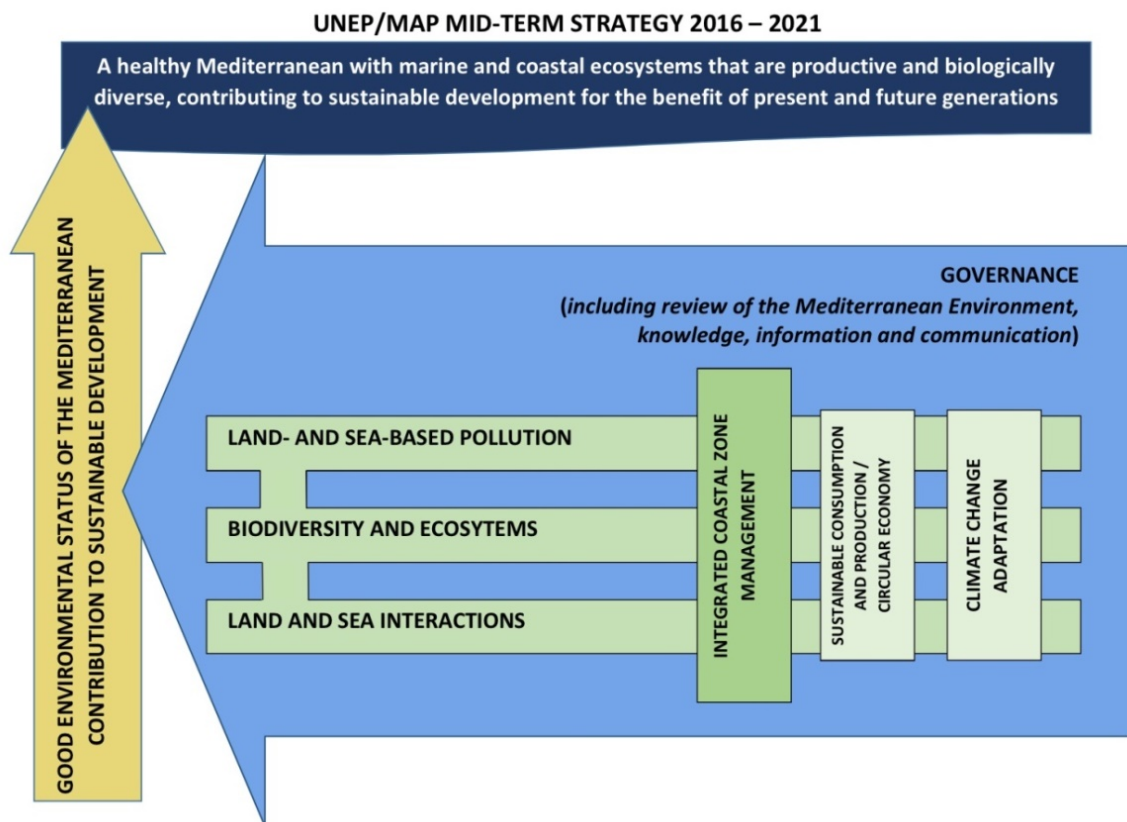 UNEP/MAP MID-TERM STRATEGY 2016 – 2021
A healthy Mediterranean with marine and coastal ecosystems that are productive and biologically
diverse, contributing to sustainable development for the benefit of present and future generations
GOOD ENVIRONMENTAL STATUS OF THE MEDITERRANEAN
CONTRIBUTION TO SUSTAINABLE DEVELOPMENT
GOVERNANCE
(including review of the Mediterranean Environment,
knowledge, information and communication)
LAND- AND SEA-BASED POLLUTION
BIODIVERSITY AND ECOSYTEMS
LAND AND SEA INTERACTIONS
INTEGRATED COASTAL ZONE
MANAGEMENT
SUSTAINABLE CONSUMPTION
AND PRODUCTION /
CIRCULAR ECONOMY
CLIMATE CHANGE
ADAPTATION